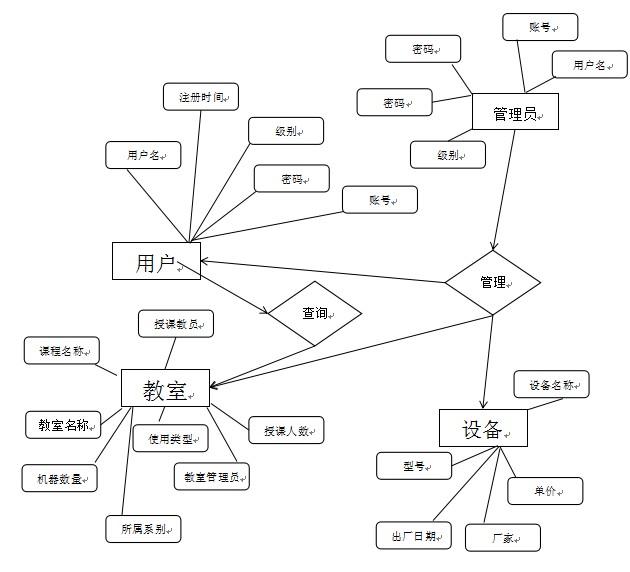 账号
密码
用户名
密码
管理员
注册时间
级别
用户名
级别
密码
账号
用户
管理
查询
授课教员
课程名称
教室
设备名称
教室名称
使用类型
授课人数
设备
型号
机器数量
教室管理员
单价
所属系别
出厂日期
厂家